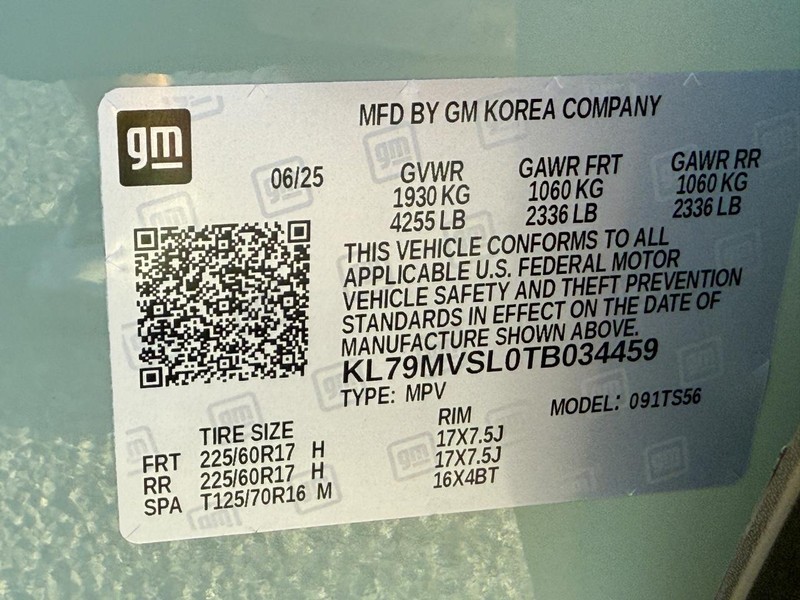 gm
MFD BY GM KOREA COMPANY
06/25
GVWR GAWR FRT GAWR RR
1930 KG 1060 KG 1060 KG
4255 LB 2336 LB 2336 LB
THIS VEHICLE CONFORMS TO ALL
APPLICABLE U.S. FEDERAL MOTOR
VEHICLE SAFETY AND THEFT PREVENTION
STANDARDS IN EFFECT ON THE DATE OF
MANUFACTURE SHOWN ABOVE.
KL79MVSL0TB034459
TYPE: MPV MODEL: 091TS56
TIRE SIZE RIM
FRT 225/60R17 H 17X7.5J
RR 225/60R17 H 17X7.5J
SPA T125/70R16 M 16X4BT